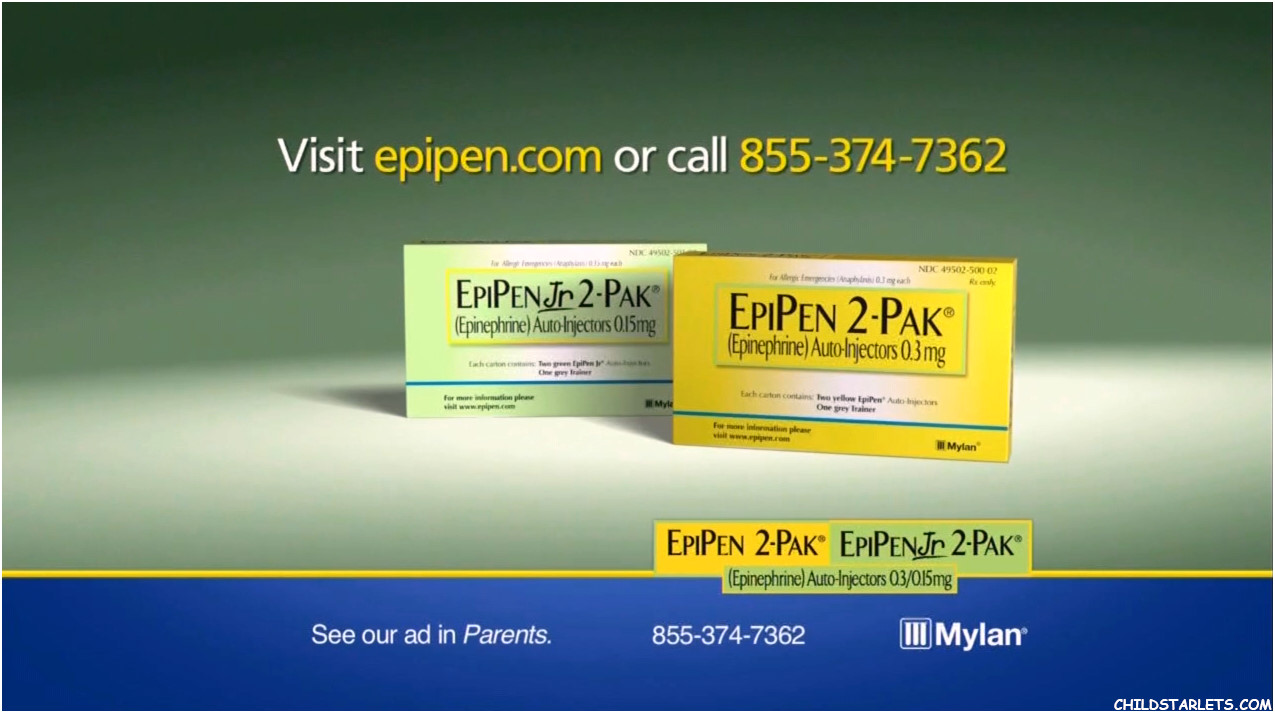 Visit epipen.com or call 855-374-7362
NDC 49502-501-02
For Allergic Emergencies (Anaphylaxis) 0.15 mg each
EPIPEN Jr 2-PAK®
(Epinephrine) Auto-Injectors 0.15mg
Each carton contains: Two green EpiPen Jr® Auto-Injectors
One grey Trainer
For more information please
visit www.epipen.com
Myla
NDC 49502-500-02
For Allergic Emergencies (Anaphylaxis) 0.3 mg each
Rx only
EPIPEN 2-PAK®
(Epinephrine) Auto-Injectors 0.3 mg
Each carton contains: Two yellow EpiPen® Auto-Injectors
One grey Trainer
For more information please
visit www.epipen.com
Mylan®
EPIPEN 2-PAK® EPIPEN Jr 2-PAK®
(Epinephrine) Auto-Injectors 0.3/0.15mg
See our ad in Parents. 855-374-7362 Mylan®
CHILDSTARLETS.COM